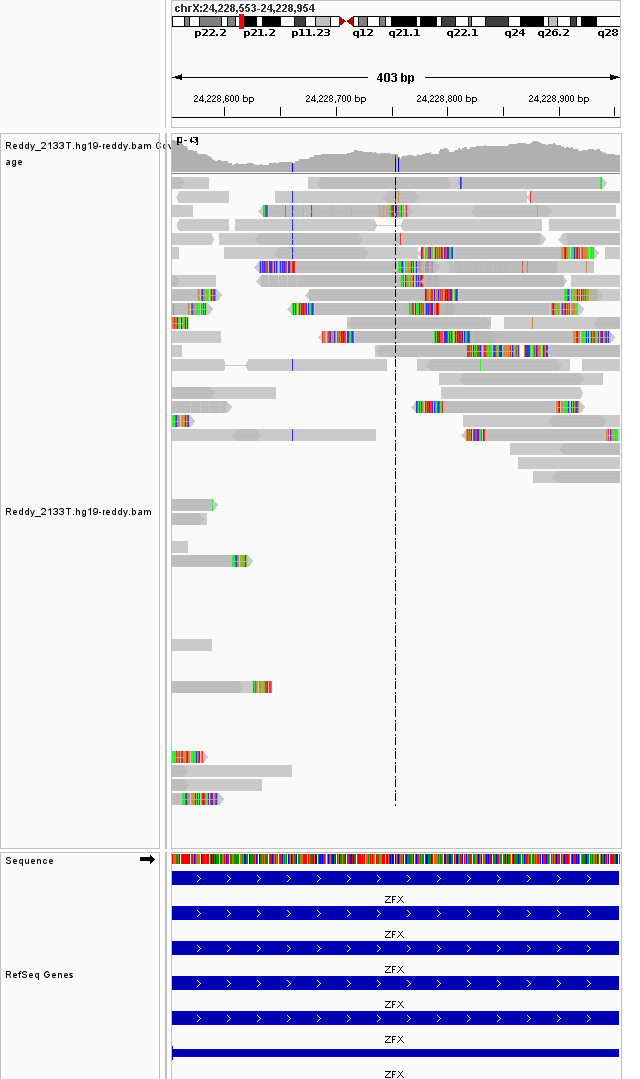 chrX:24,228,553-24,228,954
p22.2 p21.2 p11.23 q12 q21.1 q22.1 q24 q26.2 q28
403 bp
24,228,600 bp 24,228,700 bp 24,228,800 bp 24,228,900 bp
Reddy_2133T.hg19-reddy.bam Cov
age
Reddy_2133T.hg19-reddy.bam
Sequence
ZFX
ZFX
ZFX
RefSeq Genes
ZFX
ZFX
ZFX